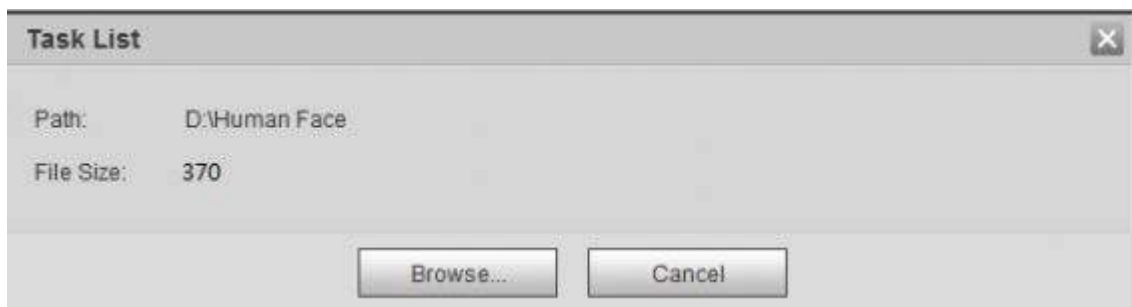 Task List
Path: D:\Human Face
File Size: 370
Browse... Cancel